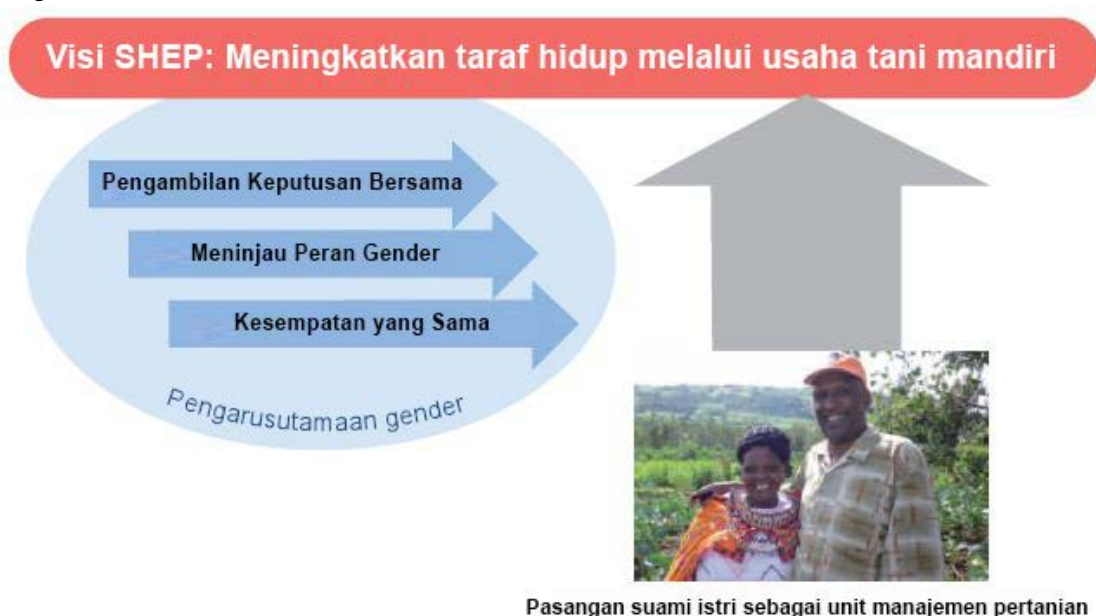 Visi SHEP: Meningkatkan taraf hidup melalui usaha tani mandiri
Pengambilan Keputusan Bersama
Meninjau Peran Gender
Kesempatan yang Sama
Pengarusutamaan gender
Pasangan suami istri sebagai unit manajemen pertanian